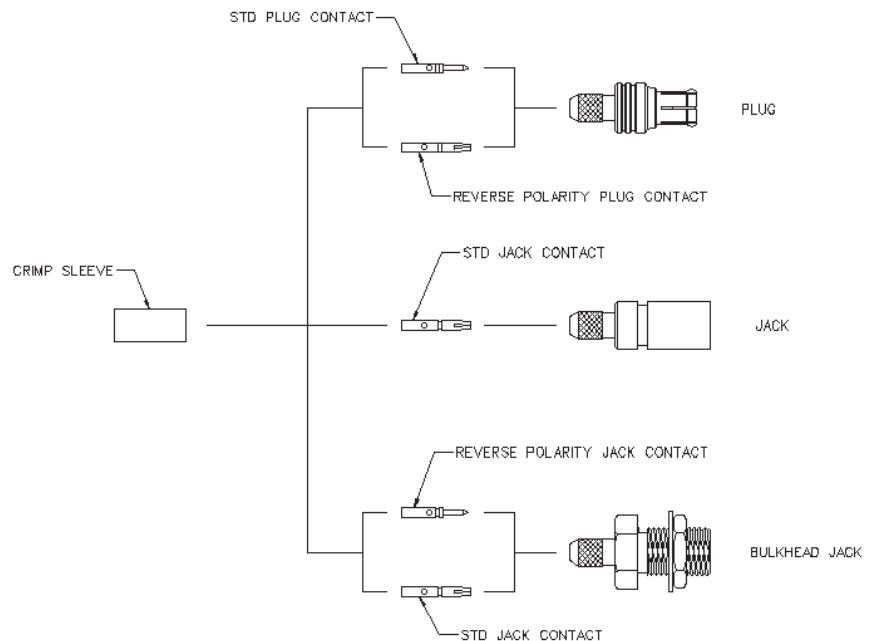 STD PLUG CONTACT
PLUG
REVERSE POLARITY PLUG CONTACT
STD JACK CONTACT
CRIMP SLEEVE
JACK
REVERSE POLARITY JACK CONTACT
BULKHEAD JACK
STD JACK CONTACT